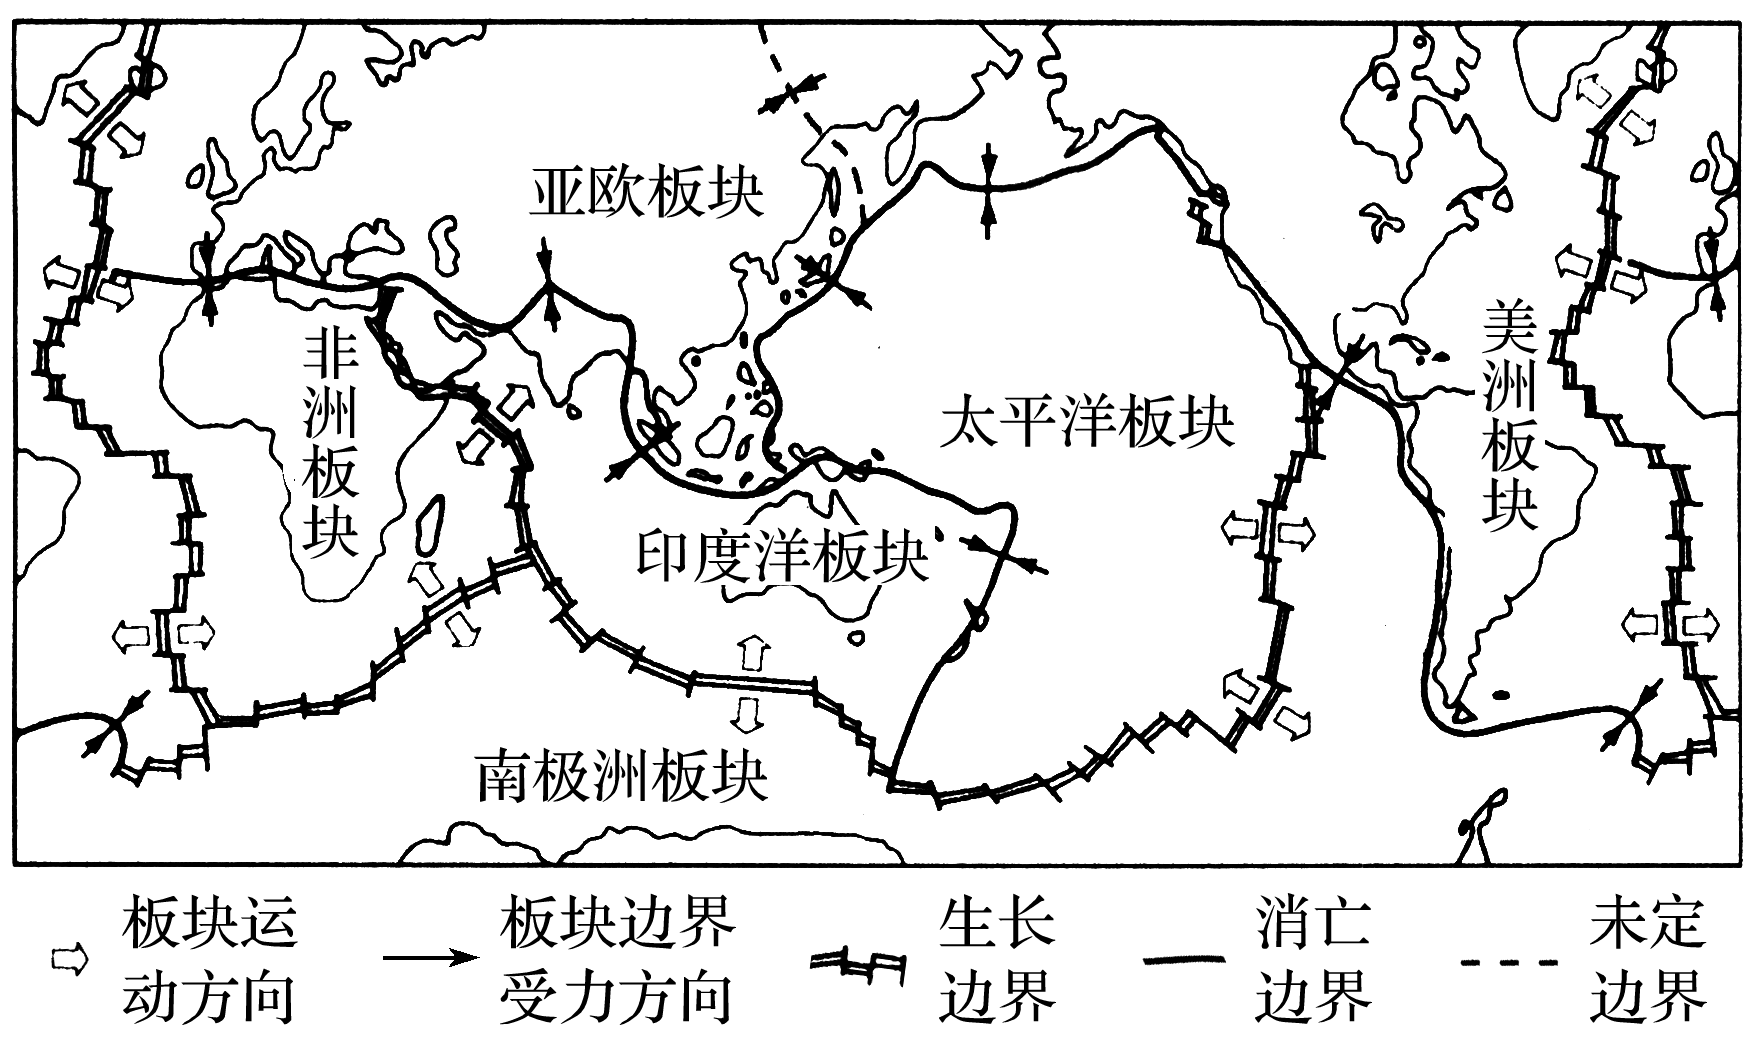 亚欧板块
非洲板块
美洲板块
太平洋板块
印度洋板块
南极洲板块
板块运动方向
板块边界受力方向
生长边界
消亡边界
未定边界